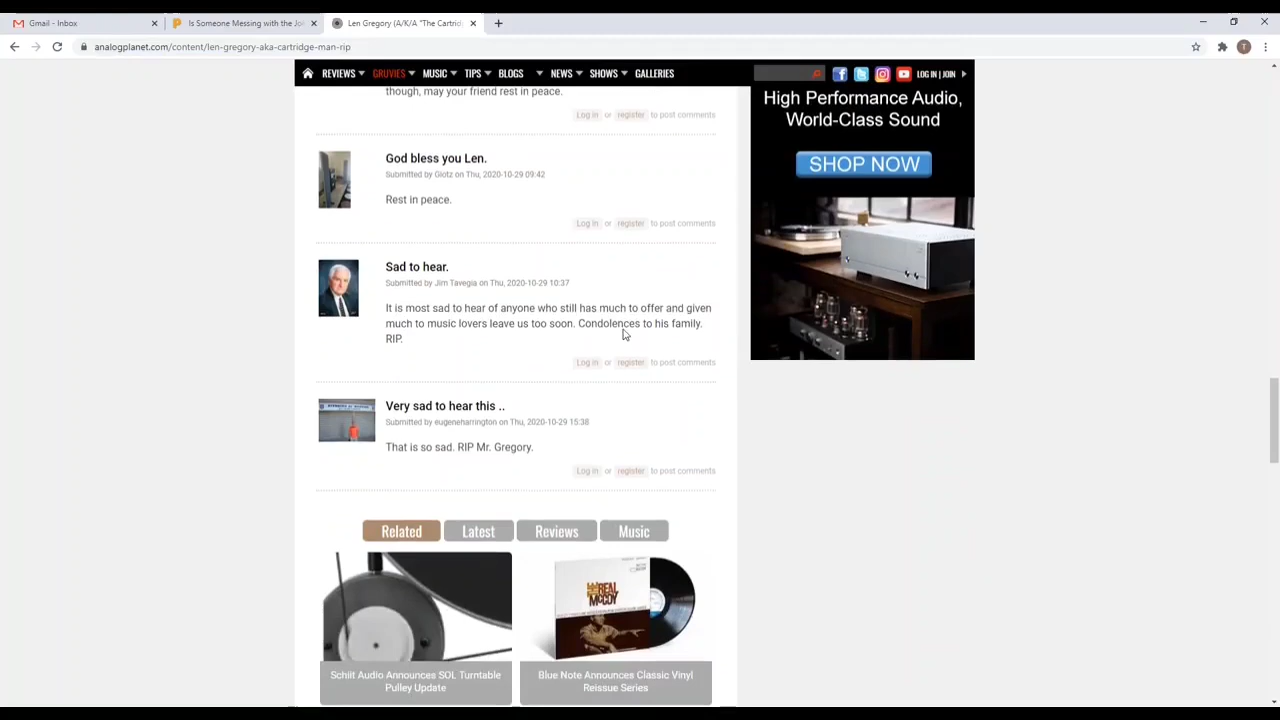 Gmail - Inbox
Is Someone Messing with the Jo
Len Gregory (A/K/A "The Cartrid
analogplanet.com/content/len-gregory-aka-cartridge-man-rip
T
REVIEWS GRUVIES MUSIC TIPS BLOGS NEWS SHOWS GALLERIES
LOG IN | JOIN
though, may your friend rest in peace.
Log in or register to post comments
God bless you Len.
Submitted by Giotz on Thu, 2020-10-29 09:42
Rest in peace.
Log in or register to post comments
Sad to hear.
Submitted by Jim Tavegia on Thu, 2020-10-29 10:37
It is most sad to hear of anyone who still has much to offer and given
much to music lovers leave us too soon. Condolences to his family.
RIP.
Log in or register to post comments
Very sad to hear this ..
Submitted by eugeneharrington on Thu, 2020-10-29 15:38
That is so sad. RIP Mr. Gregory.
Log in or register to post comments
Related Latest Reviews Music
REAL
McCOY
Schiit Audio Announces SOL Turntable
Pulley Update
Blue Note Announces Classic Vinyl
Reissue Series
High Performance Audio,
World-Class Sound
SHOP NOW